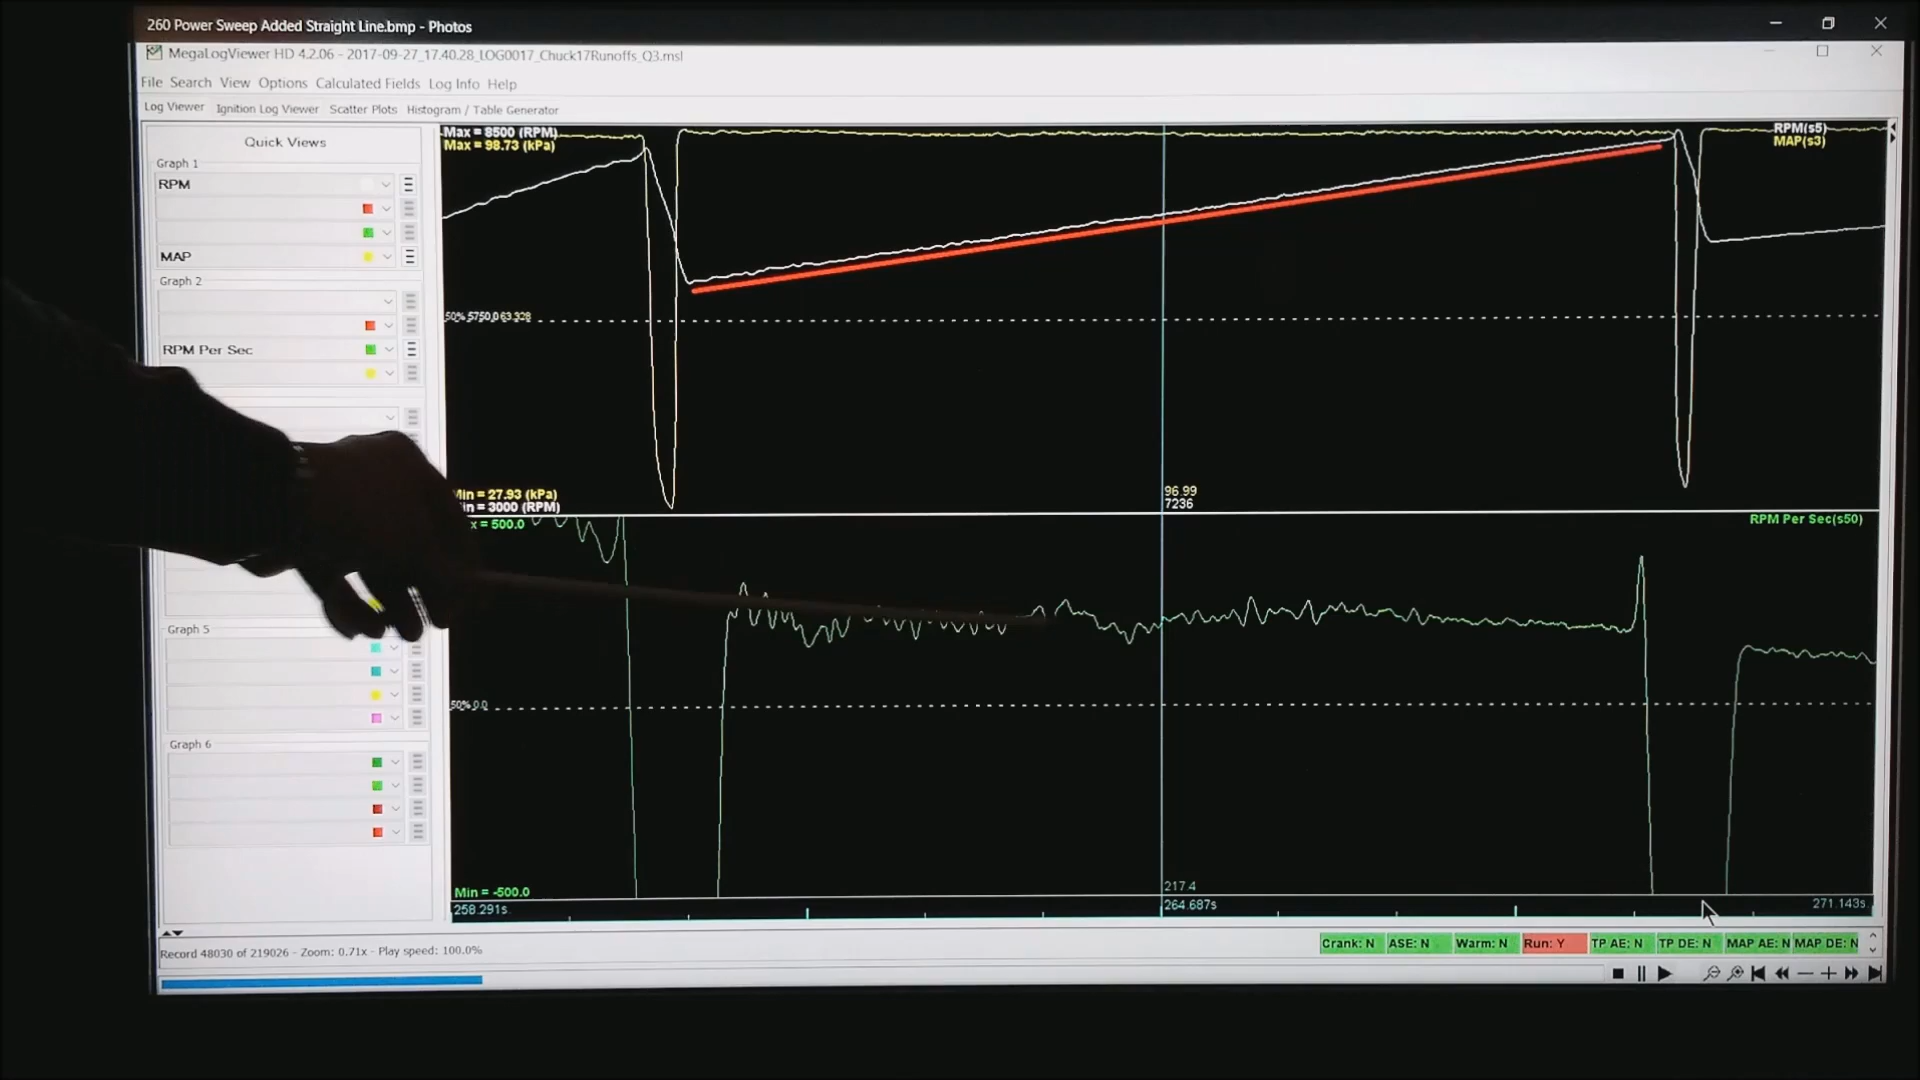 260 Power Sweep Added Straight Line.bmp - Photos
MegaLogViewer HD 4.2.06 - 2017-09-27_17.40.28_LOG0017_Chuck17Runoffs_Q3.msl
File Search View Options Calculated Fields Log Info Help
Log Viewer Ignition Log Viewer Scatter Plots Histogram / Table Generator
Quick Views
Graph 1
RPM
MAP
Graph 2
RPM Per Sec
Graph 5
Graph 6
Max = 8500 (RPM)
Max = 98.73 (kPa)
RPM(s5)
MAP(s3)
50% 5750.0 63.328
Min = 27.93 (kPa)
in = 3000 (RPM)
96.99
7236
x = 500.0
RPM Per Sec(s50)
50% 0.0
Min = -500.0
217.4
258.291s
264.687s
271.143s
Record 48030 of 219026 - Zoom: 0.71x - Play speed: 100.0%
Crank: N ASE: N Warm: N Run: Y TP AE: N TP DE: N MAP AE: N MAP DE: N